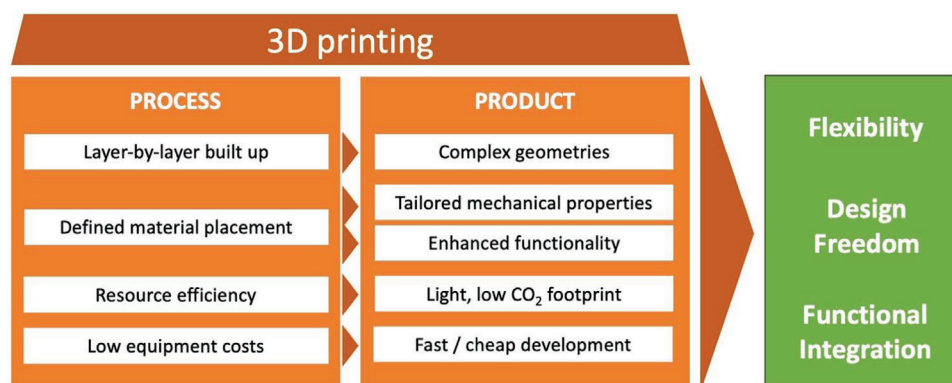 3D printing
PROCESS
Layer-by-layer built up
Defined material placement
Resource efficiency
Low equipment costs
PRODUCT
Complex geometries
Tailored mechanical properties
Enhanced functionality
Light, low CO₂ footprint
Fast / cheap development
Flexibility
Design
Freedom
Functional
Integration